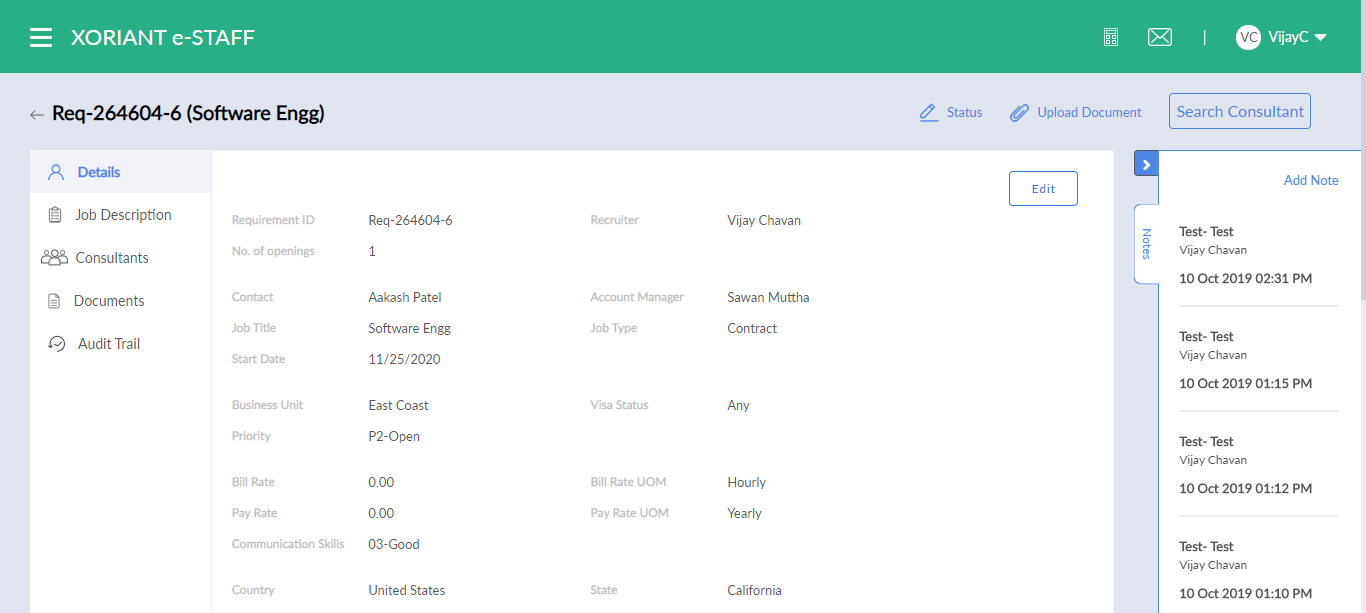 XORIANT e-STAFF
|
VC VijayC
← Req-264604-6 (Software Engg)
Status
Upload Document
Search Consultant
Details
Job Description
Consultants
Documents
Audit Trail
Edit
Requirement ID Req-264604-6 Recruiter Vijay Chavan
No. of openings 1
Contact Aakash Patel Account Manager Sawan Muttha
Job Title Software Engg Job Type Contract
Start Date 11/25/2020
Business Unit East Coast Visa Status Any
Priority P2-Open
Bill Rate 0.00 Bill Rate UOM Hourly
Pay Rate 0.00 Pay Rate UOM Yearly
Communication Skills 03-Good
Country United States State California
Notes
Add Note
Test- Test
Vijay Chavan
10 Oct 2019 02:31 PM
Test- Test
Vijay Chavan
10 Oct 2019 01:15 PM
Test- Test
Vijay Chavan
10 Oct 2019 01:12 PM
Test- Test
Vijay Chavan
10 Oct 2019 01:10 PM